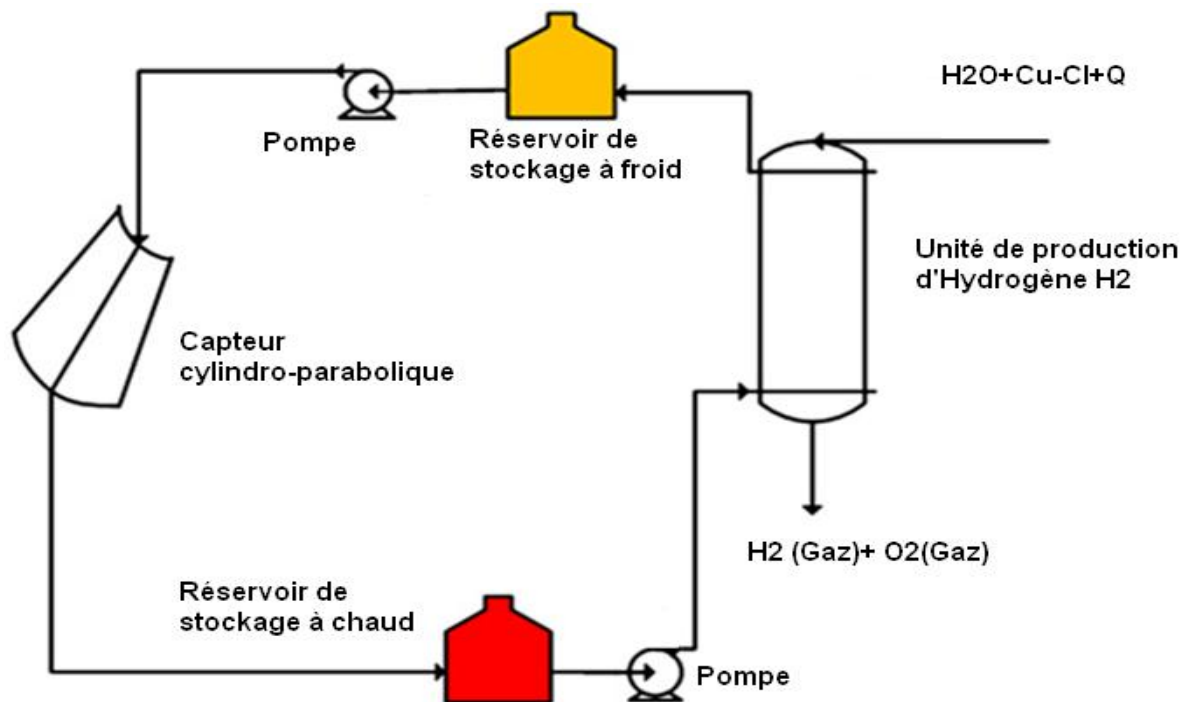 H2O+Cu-Cl+Q
Pompe
Réservoir de
stockage à froid
Unité de production
d'Hydrogène H2
Capteur
cylindro-parabolique
H2 (Gaz)+ O2(Gaz)
Réservoir de
stockage à chaud
Pompe